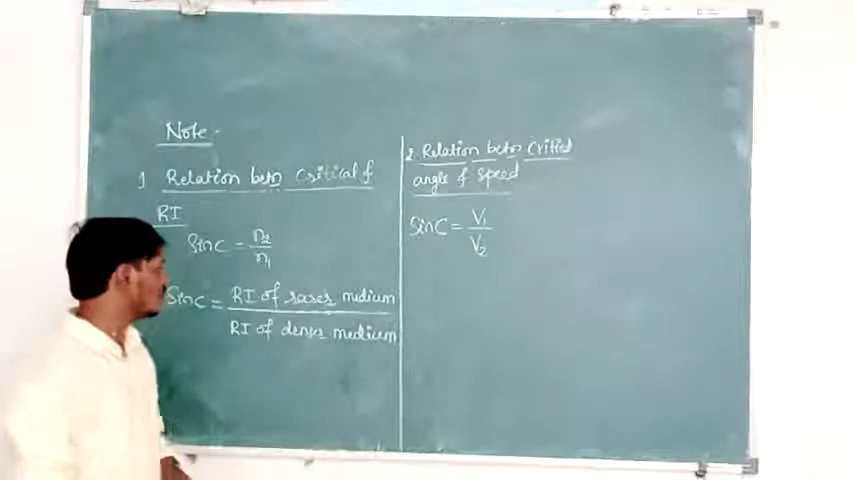 Note-
1 Relation betn critical &
RI
Sinc = n₂/n₁
Sinc = RI of rarer medium / RI of denser medium
2. Relation betn critical
angle & speed
SinC = V₁/V₂